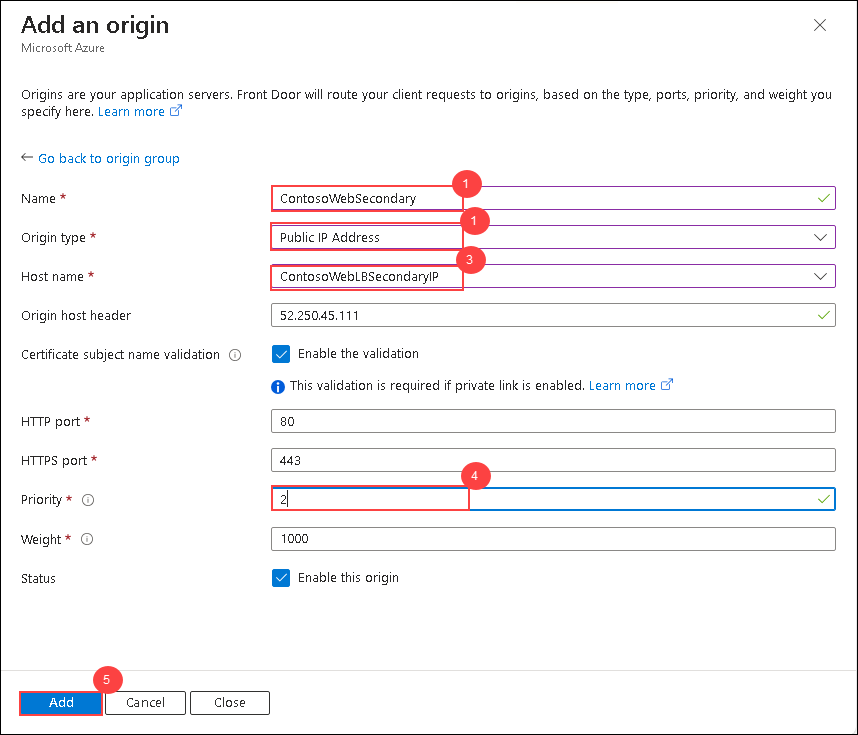 Add an origin
Microsoft Azure
Origins are your application servers. Front Door will route your client requests to origins, based on the type, ports, priority, and weight you
specify here. Learn more
Go back to origin group
1
Name * ContosoWebSecondary
1
Origin type * Public IP Address
3
Host name * ContosoWebLBSecondaryIP
Origin host header 52.250.45.111
Certificate subject name validation Enable the validation
This validation is required if private link is enabled. Learn more
HTTP port * 80
HTTPS port * 443
4
Priority * 2
Weight * 1000
Status Enable this origin
5
Add Cancel Close